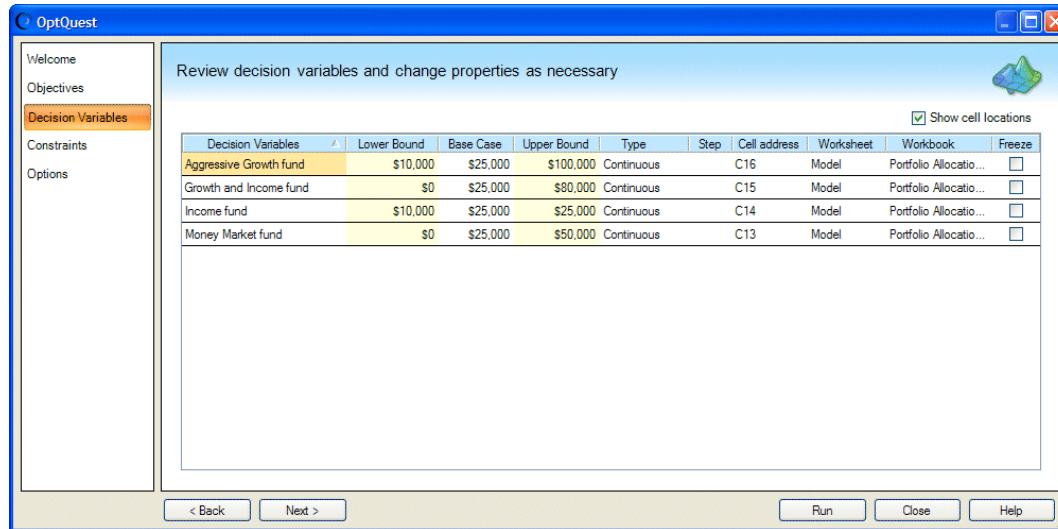 OptQuest
Welcome
Objectives
Decision Variables
Constraints
Options
Review decision variables and change properties as necessary
Show cell locations
Decision Variables Lower Bound Base Case Upper Bound Type Step Cell address Worksheet Workbook Freeze
Aggressive Growth fund $10,000 $25,000 $100,000 Continuous C16 Model Portfolio Allocatio...
Growth and Income fund $0 $25,000 $80,000 Continuous C15 Model Portfolio Allocatio...
Income fund $10,000 $25,000 $25,000 Continuous C14 Model Portfolio Allocatio...
Money Market fund $0 $25,000 $50,000 Continuous C13 Model Portfolio Allocatio...
< Back Next > Run Close Help